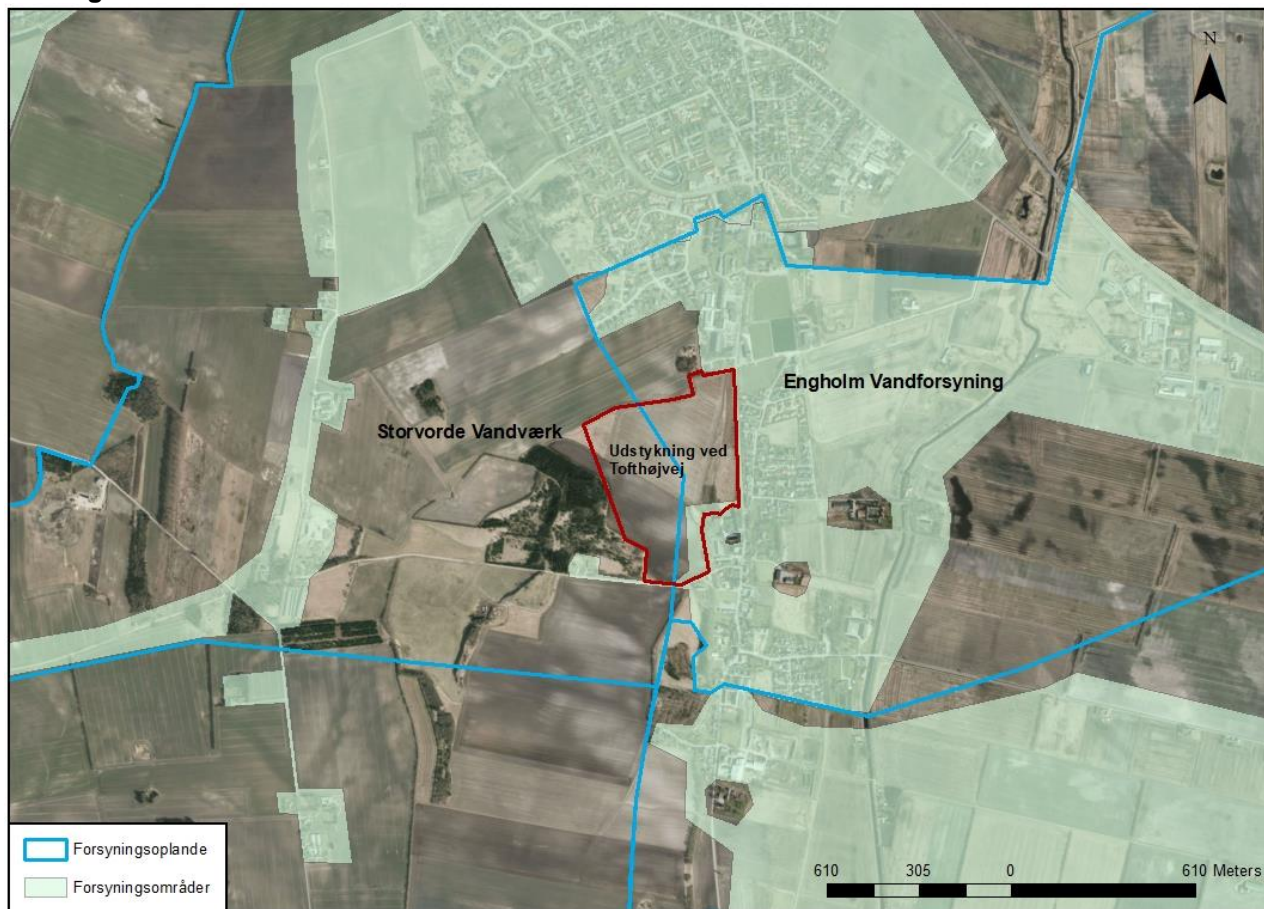 N
Engholm Vandforsyning
Storvorde Vandværk
Udstykning ved
Tofthøjvej
Forsyningsoplande
Forsyningsområder
610 305 0 610 Meters